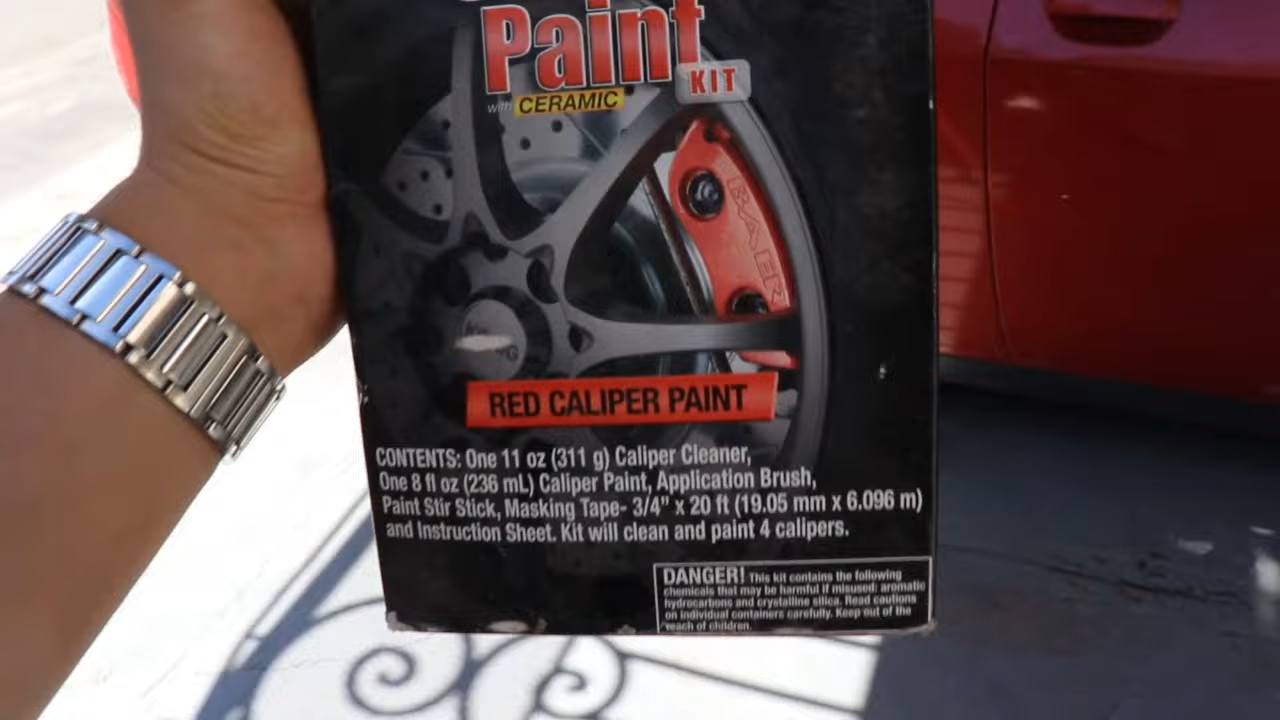 Paint
KIT
with CERAMIC
BAER
RED CALIPER PAINT
CONTENTS: One 11 oz (311 g) Caliper Cleaner,
One 8 fl oz (236 mL) Caliper Paint, Application Brush,
Paint Stir Stick, Masking Tape- 3/4" x 20 ft (19.05 mm x 6.096 m)
and Instruction Sheet. Kit will clean and paint 4 calipers.
DANGER! This kit contains the following
chemicals that may be harmful if misused: aromatic
hydrocarbons and crystalline silica. Read cautions
on individual containers carefully. Keep out of the
reach of children.